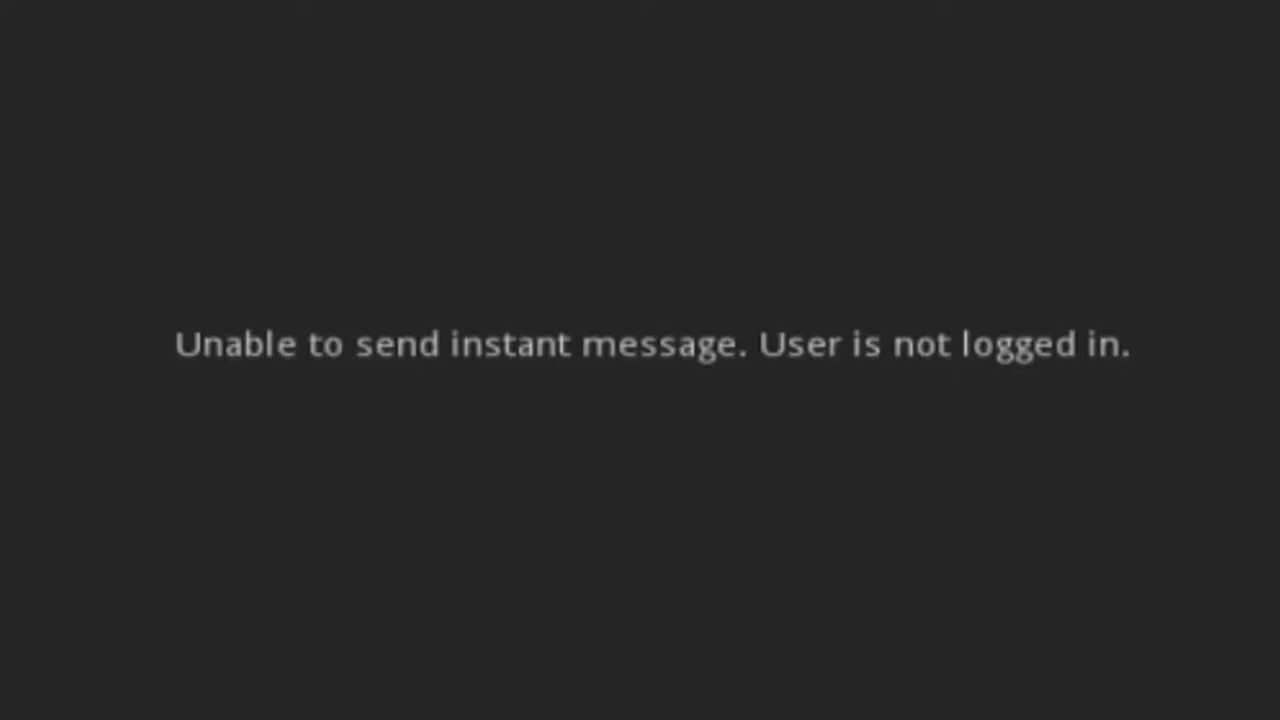 Unable to send instant message. User is not logged in.